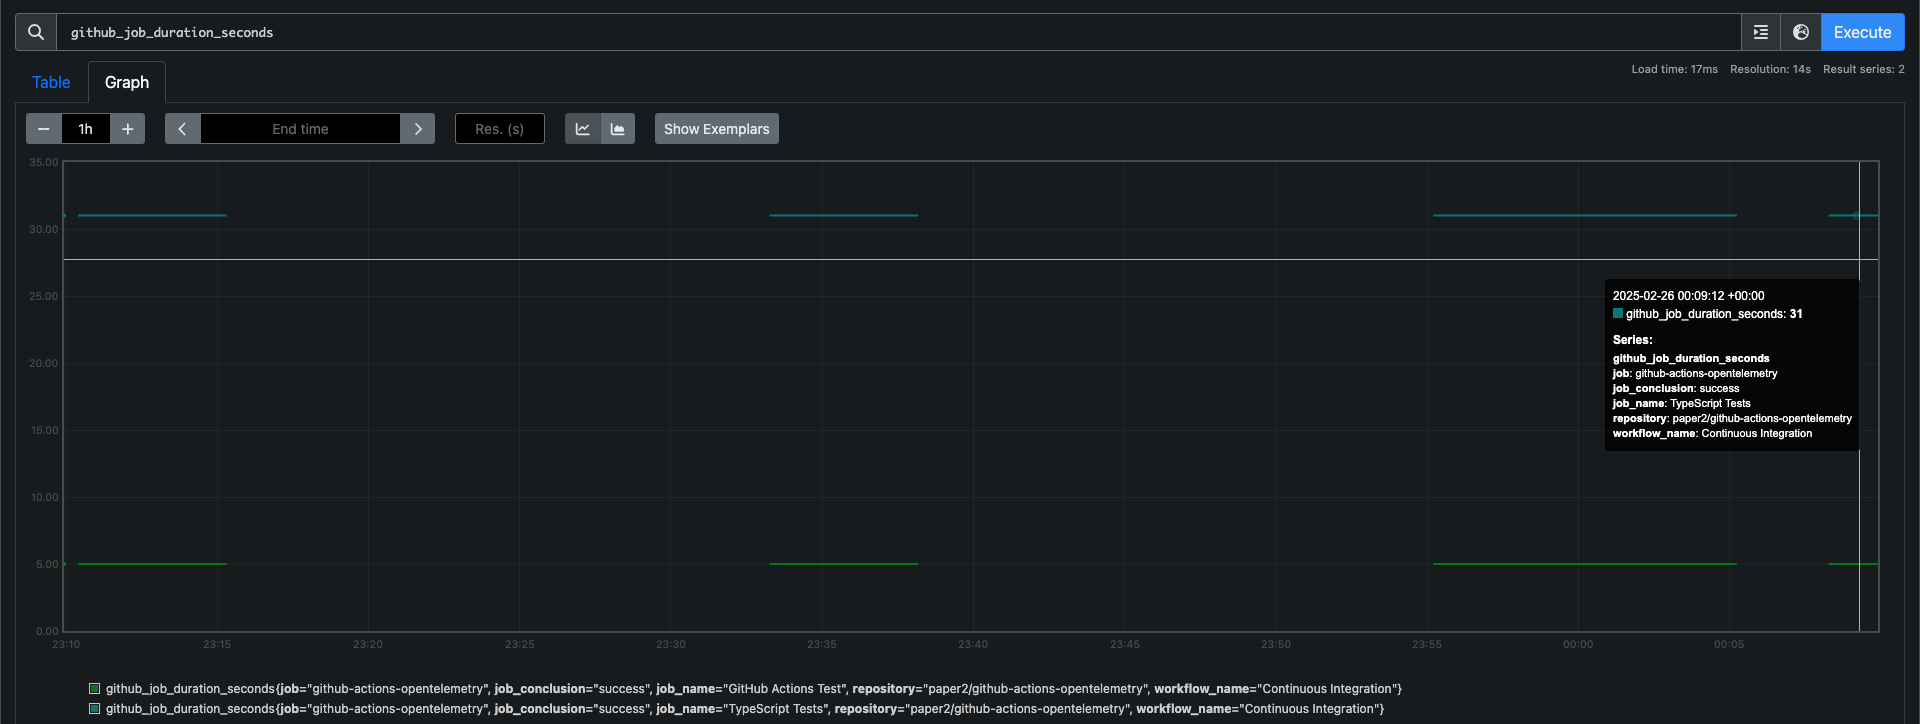 github_job_duration_seconds
Execute
Table
Graph
Load time: 17ms Resolution: 14s Result series: 2
1h
End time
Res. (s)
Show Exemplars
35.00
30.00
25.00
20.00
15.00
10.00
5.00
0.00
2025-02-26 00:09:12 +00:00
github_job_duration_seconds: 31
Series:
github_job_duration_seconds
job: github-actions-opentelemetry
job_conclusion: success
job_name: TypeScript Tests
repository: paper2/github-actions-opentelemetry
workflow_name: Continuous Integration
23:10 23:15 23:20 23:25 23:30 23:35 23:40 23:45 23:50 23:55 00:00 00:05
github_job_duration_seconds{job="github-actions-opentelemetry", job_conclusion="success", job_name="GitHub Actions Test", repository="paper2/github-actions-opentelemetry", workflow_name="Continuous Integration"}
github_job_duration_seconds{job="github-actions-opentelemetry", job_conclusion="success", job_name="TypeScript Tests", repository="paper2/github-actions-opentelemetry", workflow_name="Continuous Integration"}